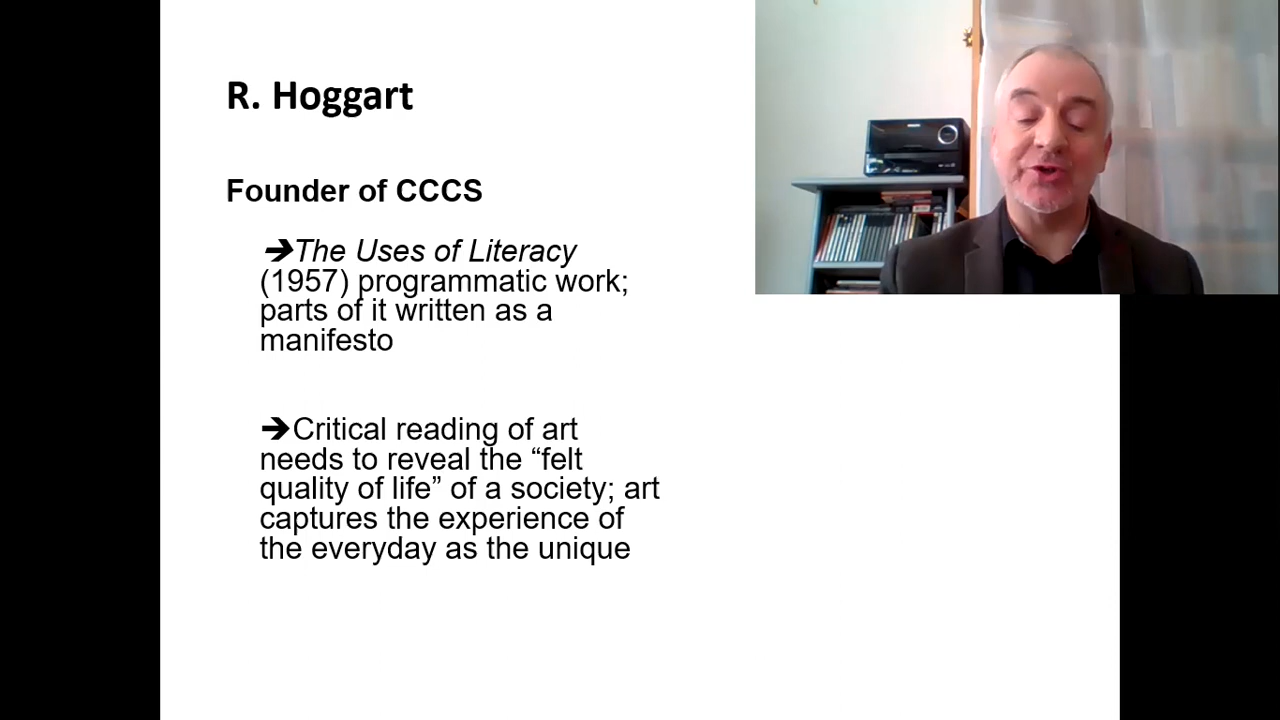 R. Hoggart
Founder of CCCS
➔The Uses of Literacy
(1957) programmatic work;
parts of it written as a
manifesto
➔Critical reading of art
needs to reveal the “felt
quality of life” of a society; art
captures the experience of
the everyday as the unique